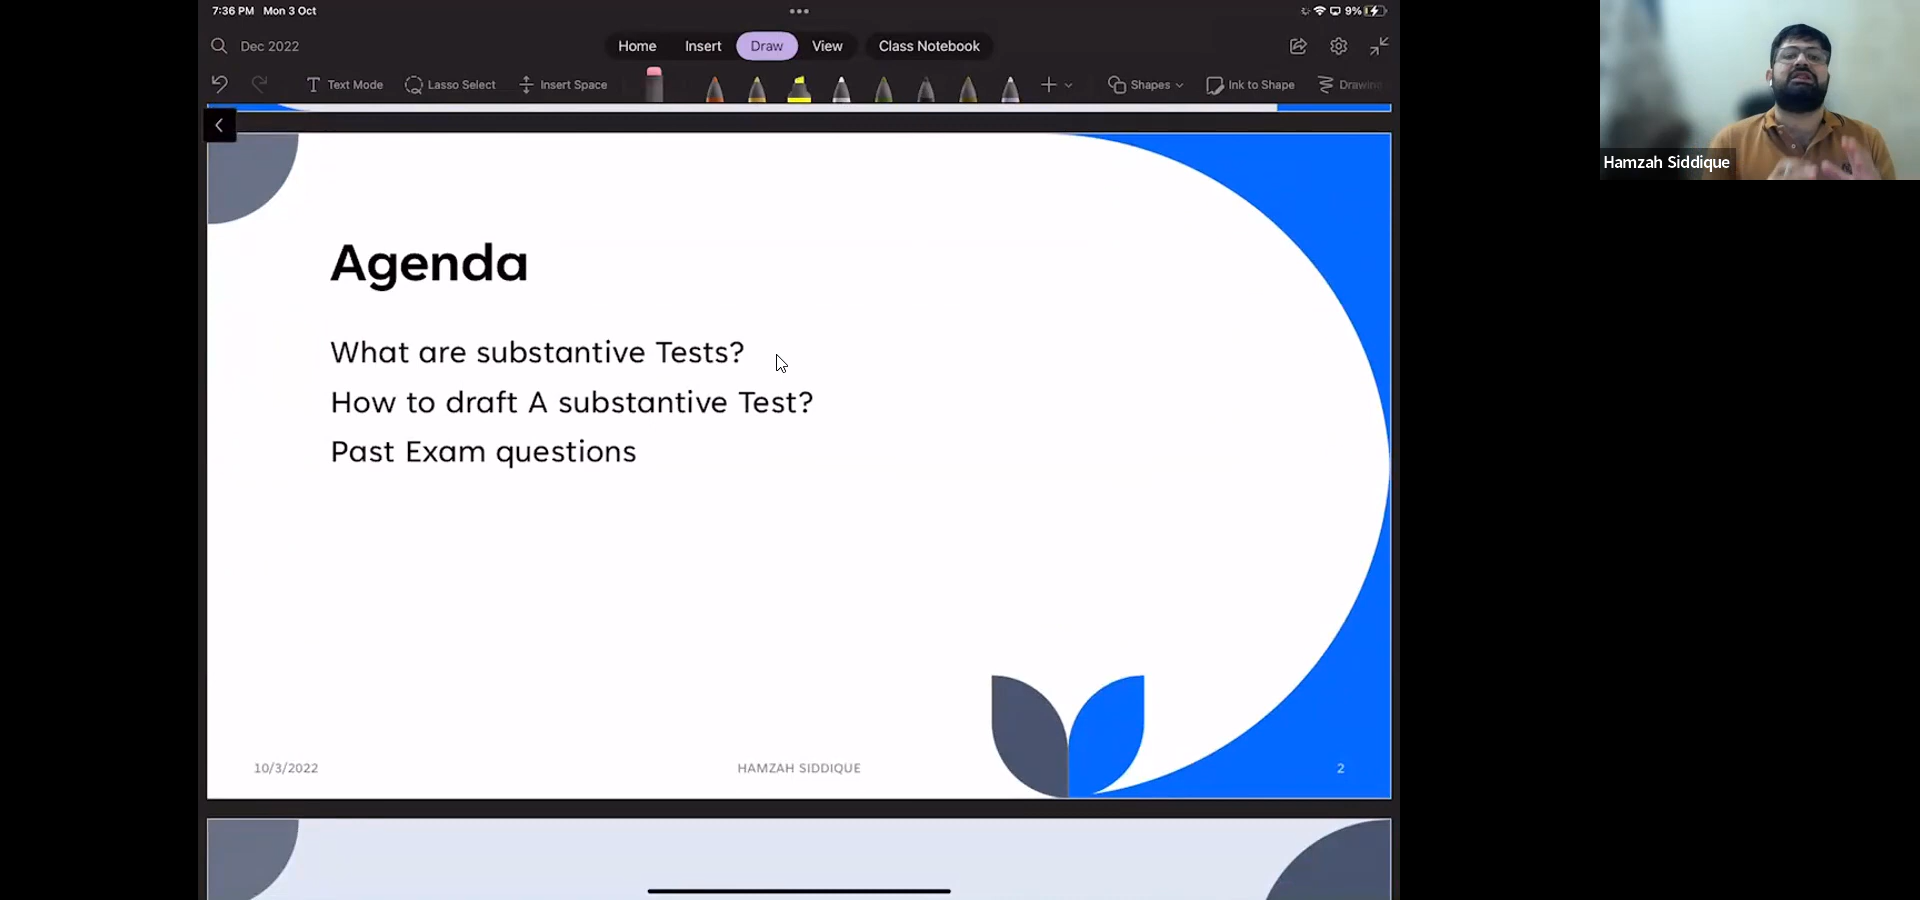 7:36 PM Mon 3 Oct
9%
Dec 2022
Home Insert Draw View Class Notebook
Text Mode Lasso Select Insert Space Shapes Ink to Shape Drawing
Hamzah Siddique
Agenda
What are substantive Tests?
How to draft A substantive Test?
Past Exam questions
10/3/2022 HAMZAH SIDDIQUE 2